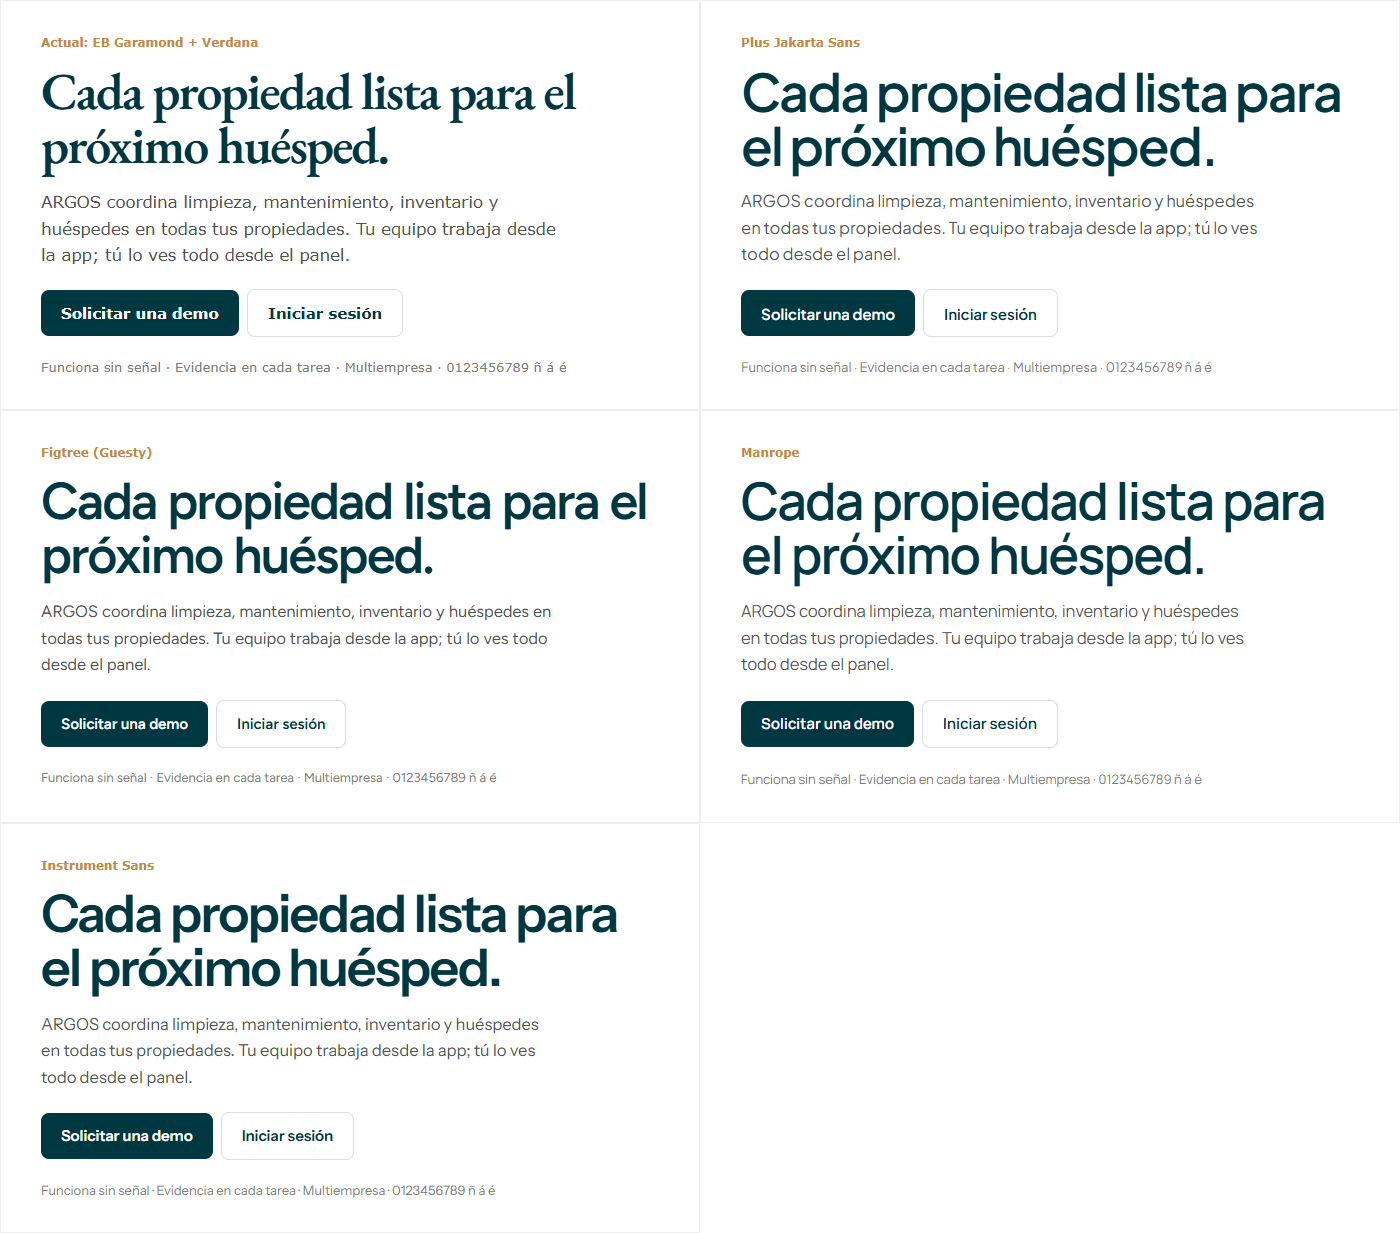 Actual: EB Garamond + Verdana
Cada propiedad lista para el
próximo huésped.
ARGOS coordina limpieza, mantenimiento, inventario y
huéspedes en todas tus propiedades. Tu equipo trabaja desde
la app; tú lo ves todo desde el panel.
Solicitar una demo
Iniciar sesión
Funciona sin señal · Evidencia en cada tarea · Multiempresa · 0123456789 ñ á é
Plus Jakarta Sans
Cada propiedad lista para
el próximo huésped.
ARGOS coordina limpieza, mantenimiento, inventario y huéspedes
en todas tus propiedades. Tu equipo trabaja desde la app; tú lo ves
todo desde el panel.
Solicitar una demo
Iniciar sesión
Funciona sin señal · Evidencia en cada tarea · Multiempresa · 0123456789 ñ á é
Figtree (Guesty)
Cada propiedad lista para el
próximo huésped.
ARGOS coordina limpieza, mantenimiento, inventario y huéspedes en
todas tus propiedades. Tu equipo trabaja desde la app; tú lo ves todo
desde el panel.
Solicitar una demo
Iniciar sesión
Funciona sin señal · Evidencia en cada tarea · Multiempresa · 0123456789 ñ á é
Manrope
Cada propiedad lista para
el próximo huésped.
ARGOS coordina limpieza, mantenimiento, inventario y huéspedes
en todas tus propiedades. Tu equipo trabaja desde la app; tú lo ves
todo desde el panel.
Solicitar una demo
Iniciar sesión
Funciona sin señal · Evidencia en cada tarea · Multiempresa · 0123456789 ñ á é
Instrument Sans
Cada propiedad lista para
el próximo huésped.
ARGOS coordina limpieza, mantenimiento, inventario y huéspedes
en todas tus propiedades. Tu equipo trabaja desde la app; tú lo ves
todo desde el panel.
Solicitar una demo
Iniciar sesión
Funciona sin señal · Evidencia en cada tarea · Multiempresa · 0123456789 ñ á é